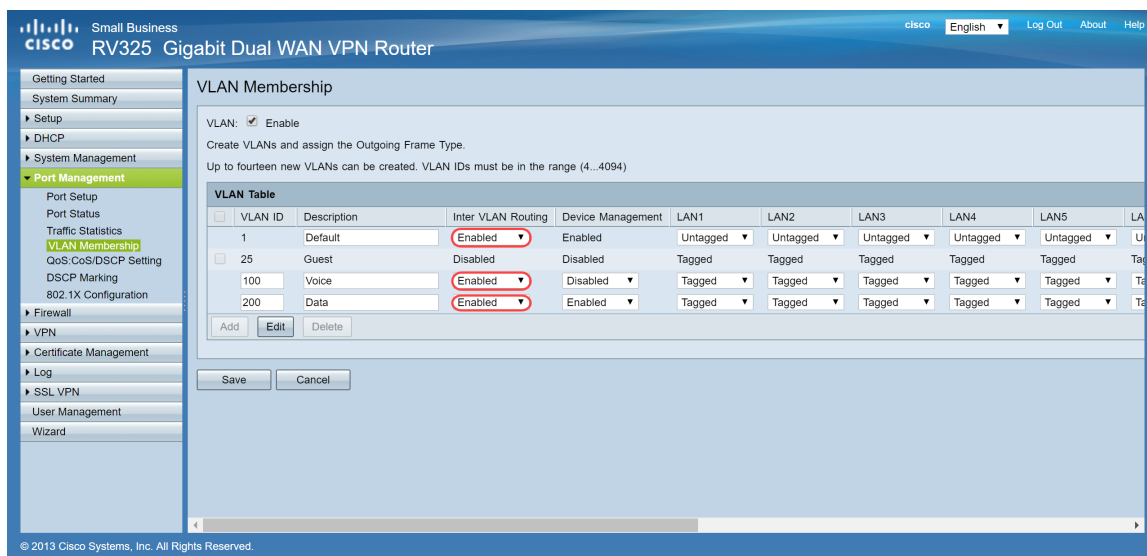 Small Business
CISCO RV325 Gigabit Dual WAN VPN Router
cisco English Log Out About Help
Getting Started
System Summary
Setup
DHCP
System Management
Port Management
Port Setup
Port Status
Traffic Statistics
VLAN Membership
QoS:CoS/DSCP Setting
DSCP Marking
802.1X Configuration
Firewall
VPN
Certificate Management
Log
SSL VPN
User Management
Wizard
VLAN Membership
VLAN: Enable
Create VLANs and assign the Outgoing Frame Type.
Up to fourteen new VLANs can be created. VLAN IDs must be in the range (4...4094)
VLAN Table
VLAN ID Description Inter VLAN Routing Device Management LAN1 LAN2 LAN3 LAN4 LAN5 LA
1 Default Enabled Enabled Untagged Untagged Untagged Untagged Untagged
25 Guest Disabled Disabled Tagged Tagged Tagged Tagged Tagged
100 Voice Enabled Disabled Tagged Tagged Tagged Tagged Tagged
200 Data Enabled Enabled Tagged Tagged Tagged Tagged Tagged
Add Edit Delete
Save Cancel
© 2013 Cisco Systems, Inc. All Rights Reserved.